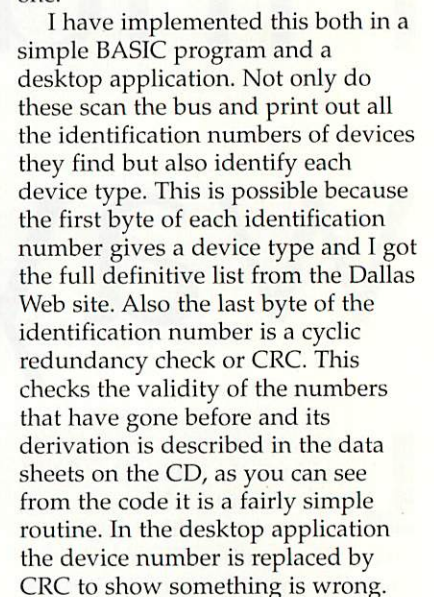 I have implemented this both in a
simple BASIC program and a
desktop application. Not only do
these scan the bus and print out all
the identification numbers of devices
they find but also identify each
device type. This is possible because
the first byte of each identification
number gives a device type and I got
the full definitive list from the Dallas
Web site. Also the last byte of the
identification number is a cyclic
redundancy check or CRC. This
checks the validity of the numbers
that have gone before and its
derivation is described in the data
sheets on the CD, as you can see
from the code it is a fairly simple
routine. In the desktop application
the device number is replaced by
CRC to show something is wrong.